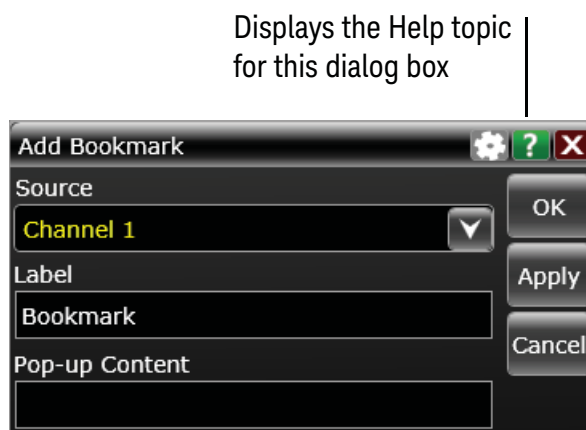 Displays the Help topic
for this dialog box
Add Bookmark ? X
Source
Channel 1
OK
Label
Apply
Bookmark
Cancel
Pop-up Content